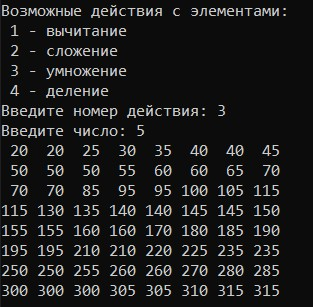 Возможные действия с элементами:
1 - вычитание
2 - сложение
3 - умножение
4 - деление
Введите номер действия: 3
Введите число: 5
20 20 25 30 35 40 40 45
50 50 50 55 60 60 65 70
70 70 85 95 95 100 105 115
115 130 135 140 140 145 145 150
155 155 160 160 170 180 185 190
195 195 210 210 220 225 235 235
250 250 255 260 260 270 280 285
300 300 300 305 305 310 315 315